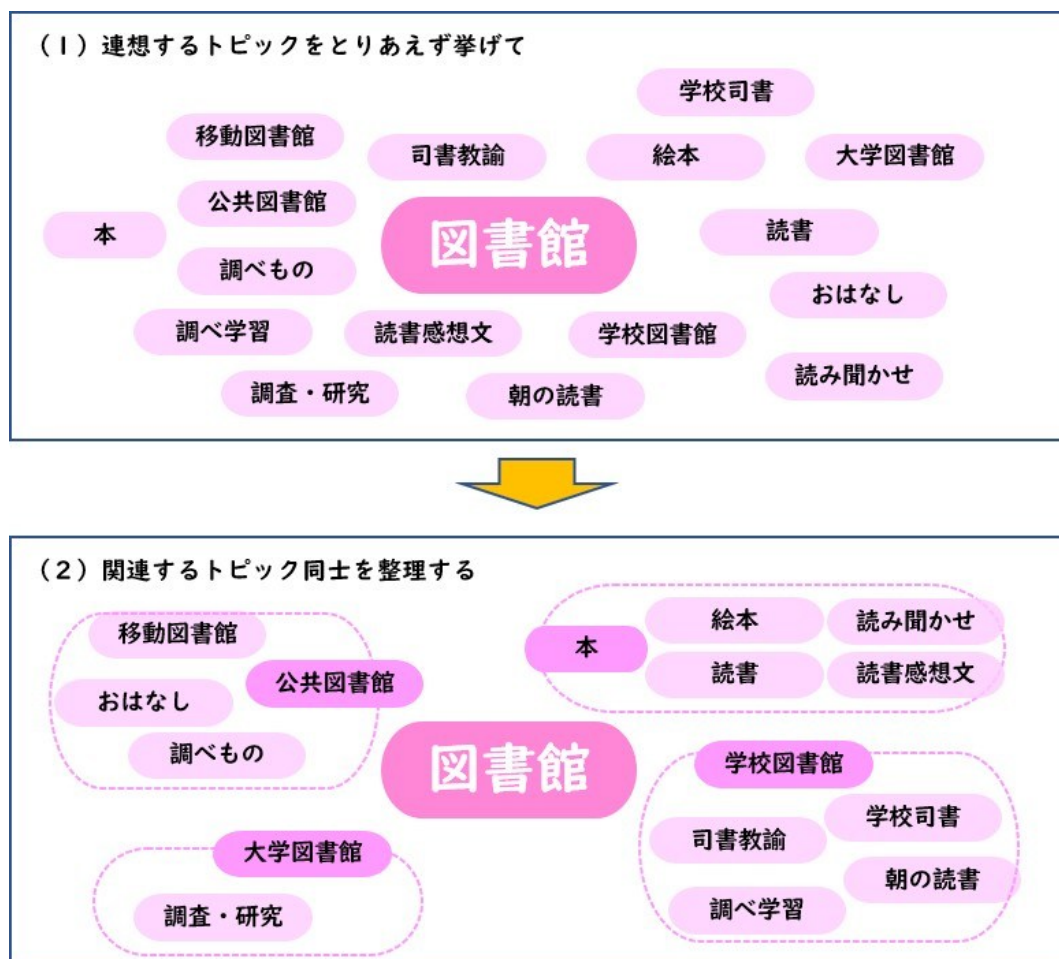 （１）連想するトピックをとりあえず挙げて
学校司書
移動図書館
司書教諭
絵本
大学図書館
公共図書館
本
図書館
読書
調べもの
おはなし
調べ学習
読書感想文
学校図書館
読み聞かせ
調査・研究
朝の読書
（２）関連するトピック同士を整理する
移動図書館
公共図書館
おはなし
調べもの
本
絵本
読み聞かせ
読書
読書感想文
図書館
学校図書館
学校司書
司書教諭
朝の読書
調べ学習
大学図書館
調査・研究